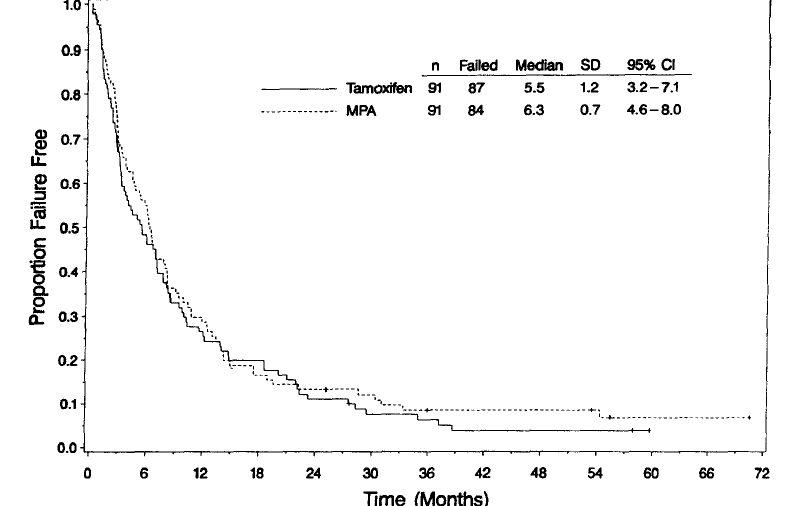 1.0
n Failed Median SD 95% CI
0.9
Tamoxifen 91 87 5.5 1.2 3.2–7.1
0.8
MPA 91 84 6.3 0.7 4.6–8.0
0.7
0.6
0.5
0.4
0.3
0.2
0.1
0.0
Proportion Failure Free
0 6 12 18 24 30 36 42 48 54 60 66 72
Time (Months)